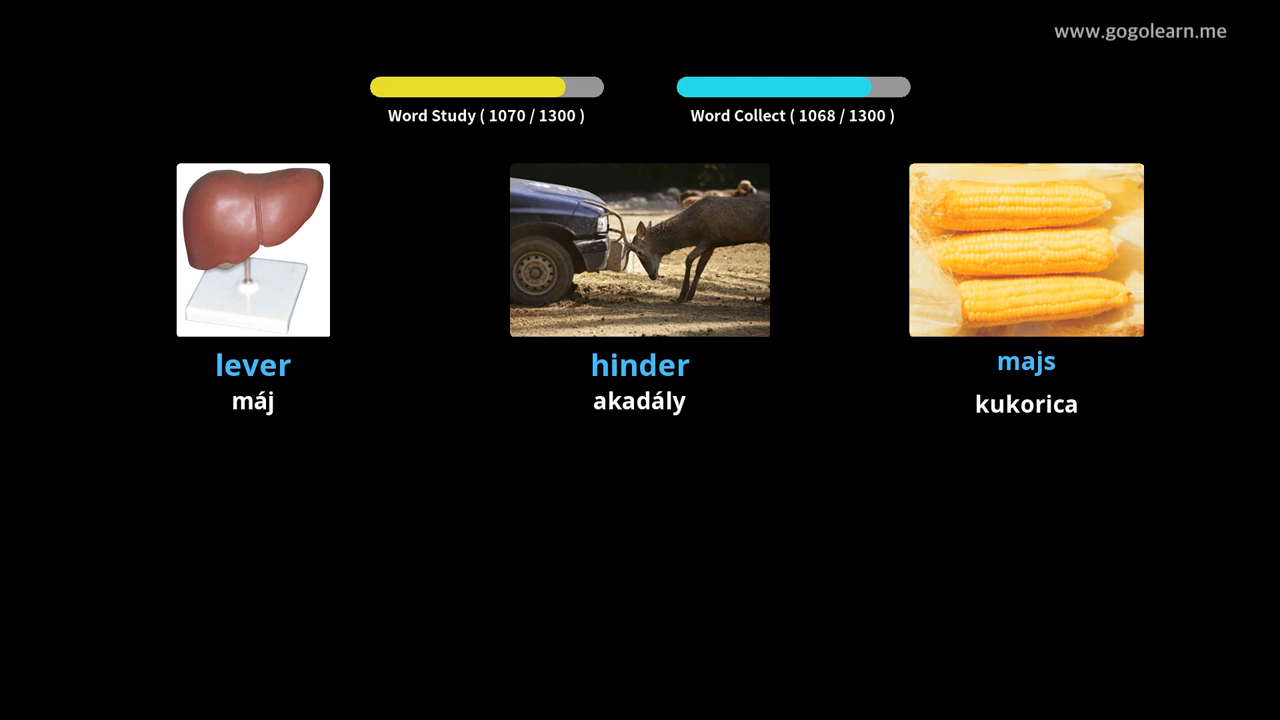 www.gogolearn.me
Word Study ( 1070 / 1300 )
Word Collect ( 1068 / 1300 )
lever
máj
hinder
akadály
majs
kukorica